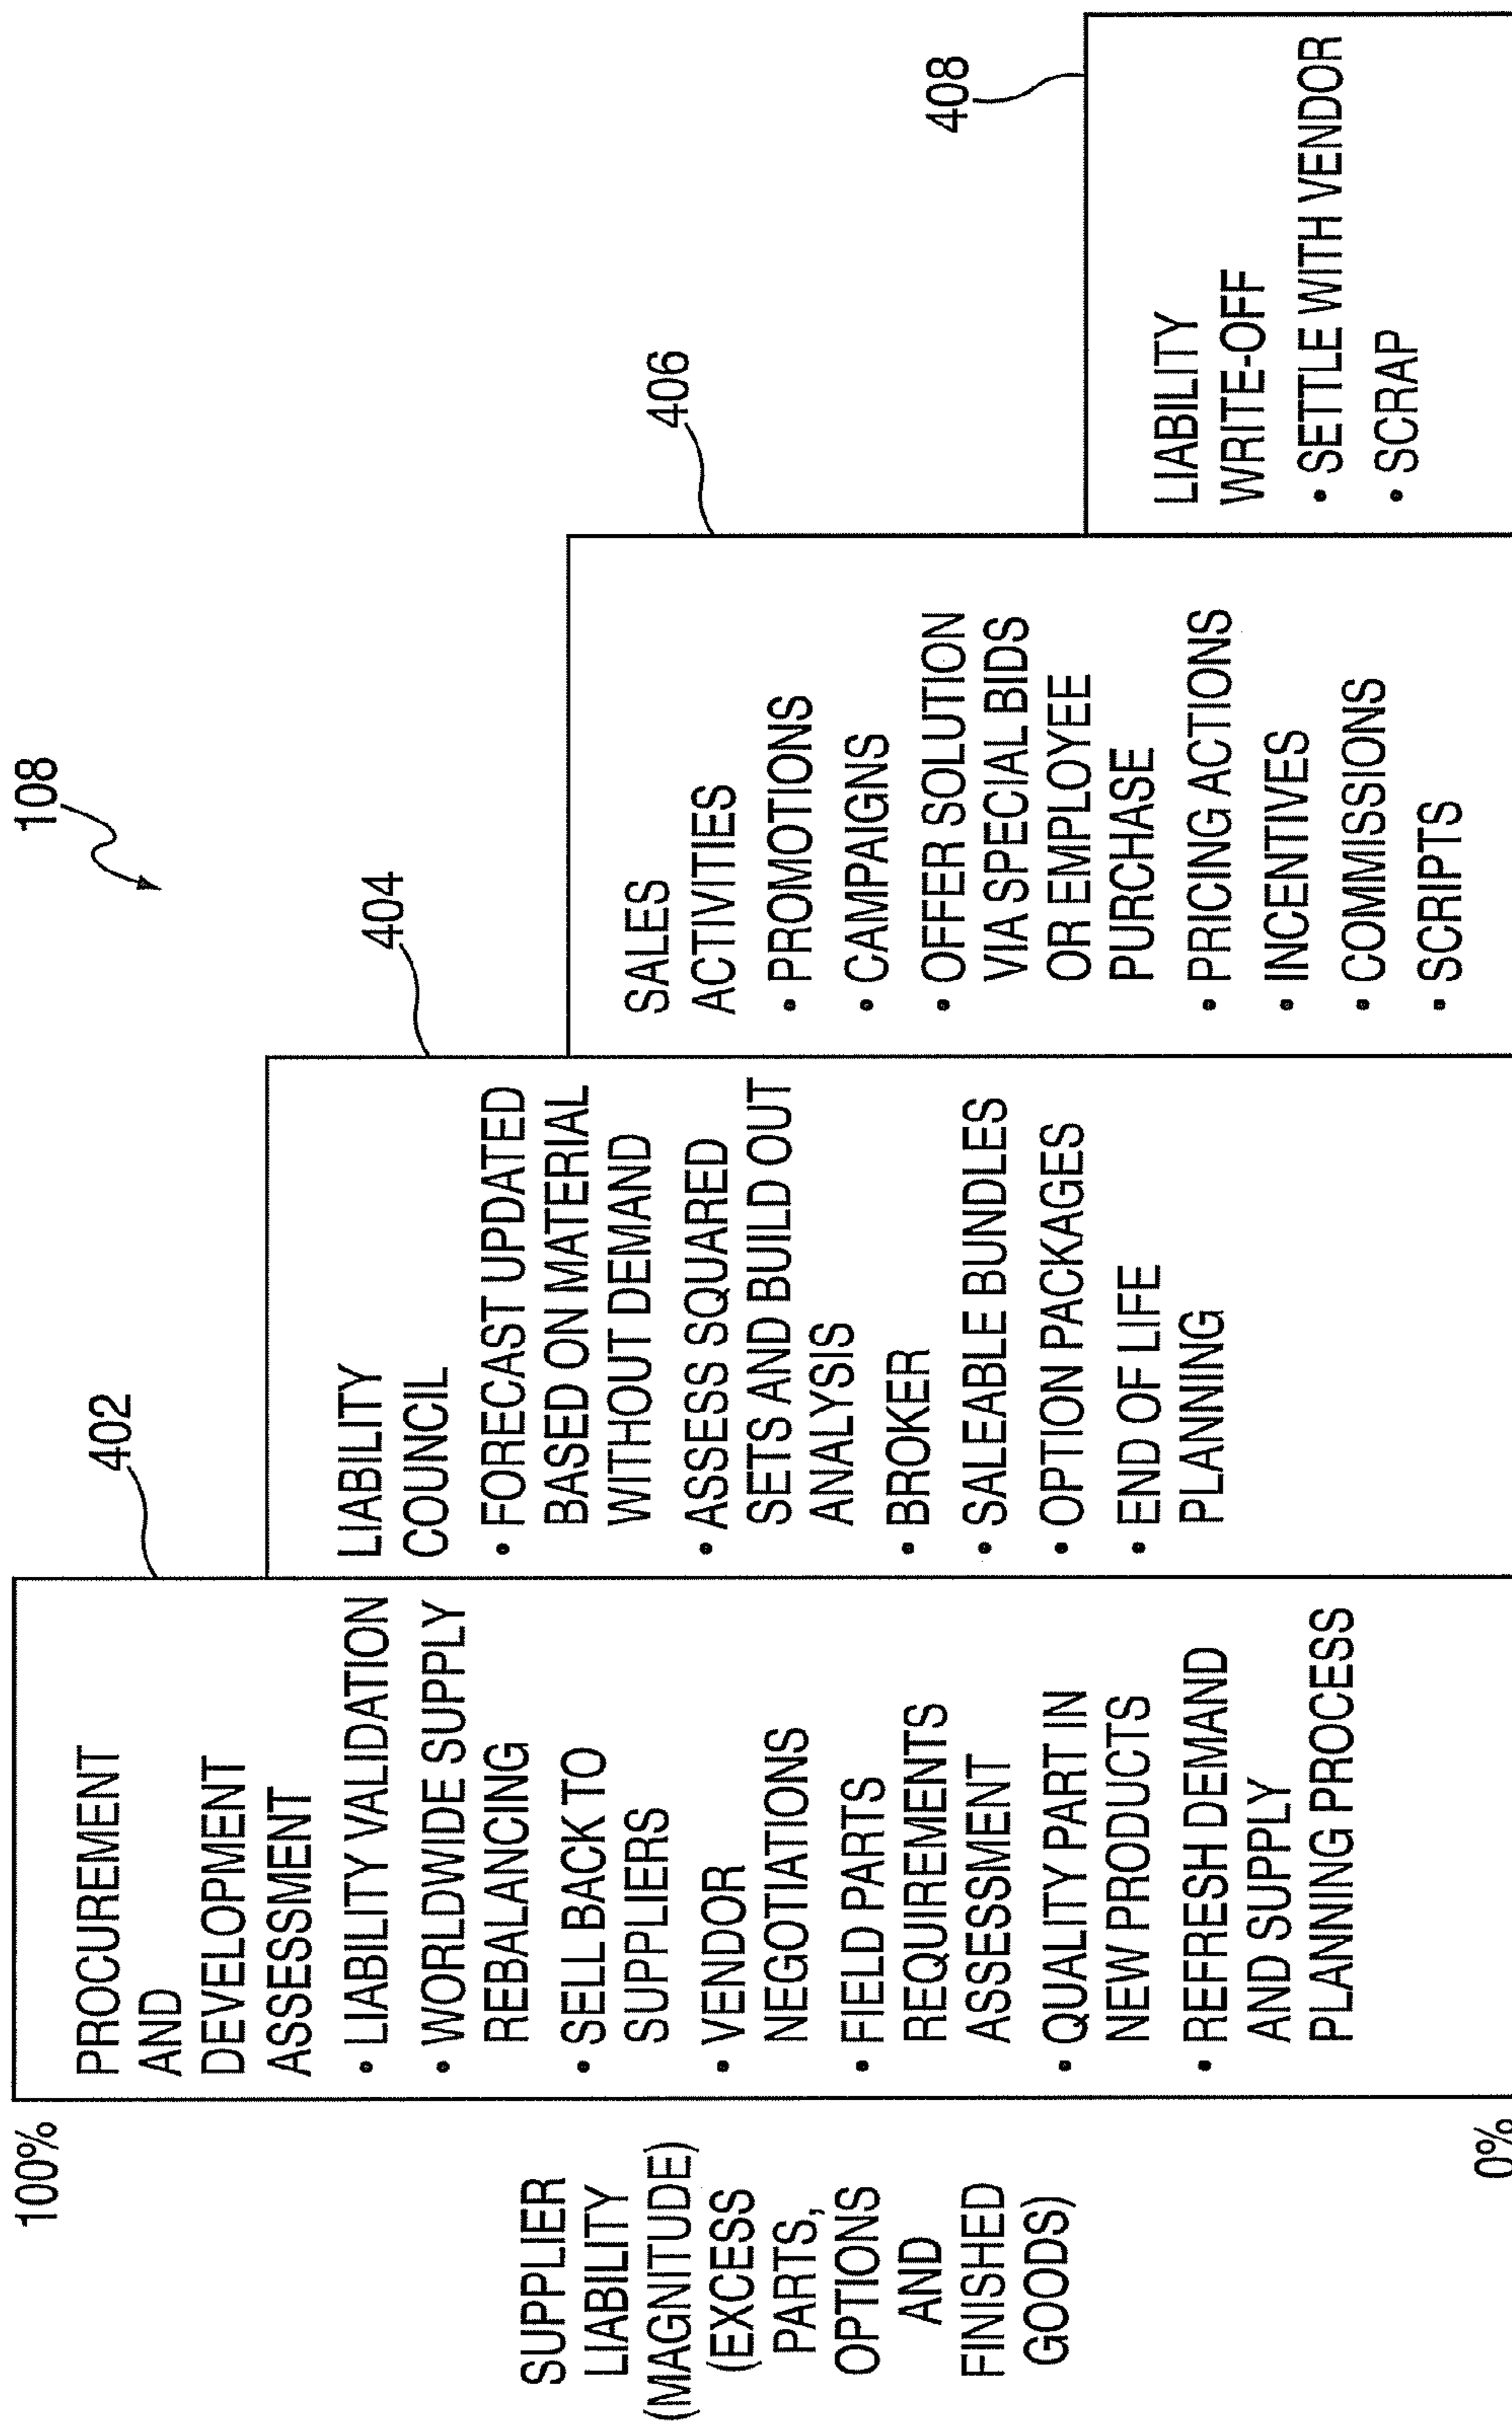 108
100%
SUPPLIER
LIABILITY
(MAGNITUDE)
(EXCESS
PARTS,
OPTIONS
AND
FINISHED
GOODS)
0%
402
PROCUREMENT
AND
DEVELOPMENT
ASSESSMENT
• LIABILITY VALIDATION
• WORLDWIDE SUPPLY
REBALANCING
• SELL BACK TO
SUPPLIERS
• VENDOR
NEGOTIATIONS
• FIELD PARTS
REQUIREMENTS
ASSESSMENT
• QUALITY PART IN
NEW PRODUCTS
• REFRESH DEMAND
AND SUPPLY
PLANNING PROCESS
404
LIABILITY
COUNCIL
• FORECAST UPDATED
BASED ON MATERIAL
WITHOUT DEMAND
• ASSESS SQUARED
SETS AND BUILD OUT
ANALYSIS
• BROKER
• SALEABLE BUNDLES
• OPTION PACKAGES
• END OF LIFE
PLANNING
406
SALES
ACTIVITIES
• PROMOTIONS
• CAMPAIGNS
• OFFER SOLUTION
VIA SPECIAL BIDS
OR EMPLOYEE
PURCHASE
• PRICING ACTIONS
• INCENTIVES
• COMMISSIONS
• SCRIPTS
408
LIABILITY
WRITE-OFF
• SETTLE WITH VENDOR
• SCRAP